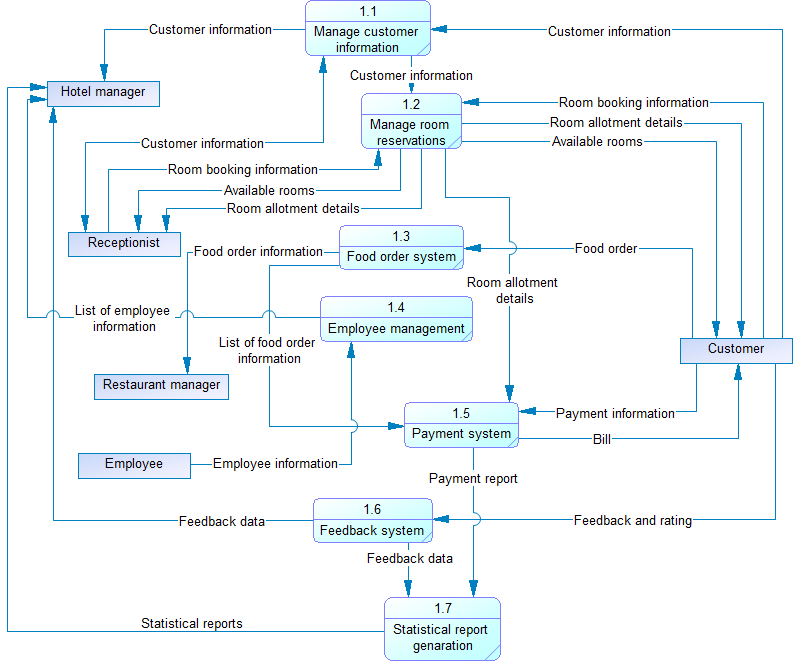 1.1
Manage customer
information
Customer information
Customer information
Customer information
Hotel manager
1.2
Manage room
reservations
Room booking information
Room allotment details
Available rooms
Customer information
Room booking information
Available rooms
Room allotment details
Receptionist
1.3
Food order system
Food order information
Food order
Room allotment
details
1.4
Employee management
List of employee
information
List of food order
information
Customer
Restaurant manager
1.5
Payment system
Payment information
Bill
Employee
Employee information
Payment report
1.6
Feedback system
Feedback data
Feedback and rating
Feedback data
1.7
Statistical report
genaration
Statistical reports